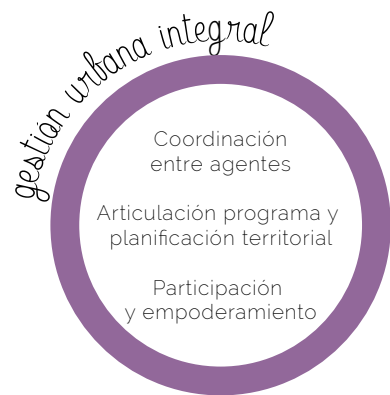 gestión urbana integral
Coordinación
entre agentes
Articulación programa y
planificación territorial
Participación
y empoderamiento